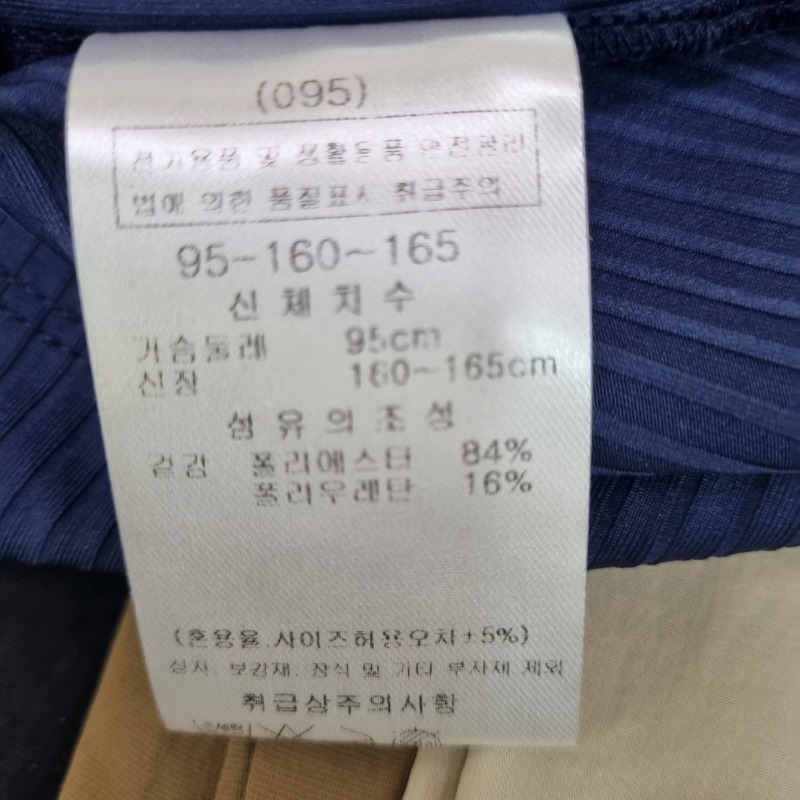 (095)
전기용품 및 생활용품 안전관리
법에 의한 품질표시 취급주의
95-160~165
신체치수
가슴둘레 95cm
신장 160~165cm
섬유의조성
겉감 폴리에스터 84%
폴리우레탄 16%
(혼용율,사이즈허용오차±5%)
심지, 보강재, 장식 및 기타 부자재 제외
취급상주의사항
손세탁